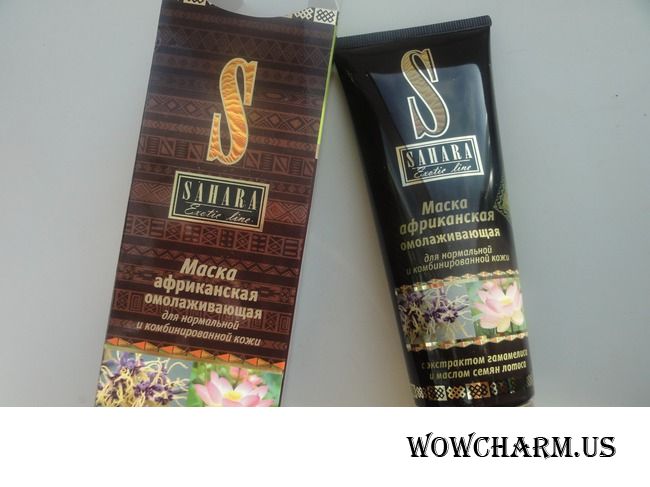 S
SAHARA
Exotic line
Маска
африканская
омолаживающая
для нормальной
и комбинированной кожи
S
SAHARA
Exotic line
Маска
африканская
омолаживающая
для нормальной
и комбинированной кожи
с экстрактом гамамелиса
и маслом семян лотоса
WOWCHARM.US